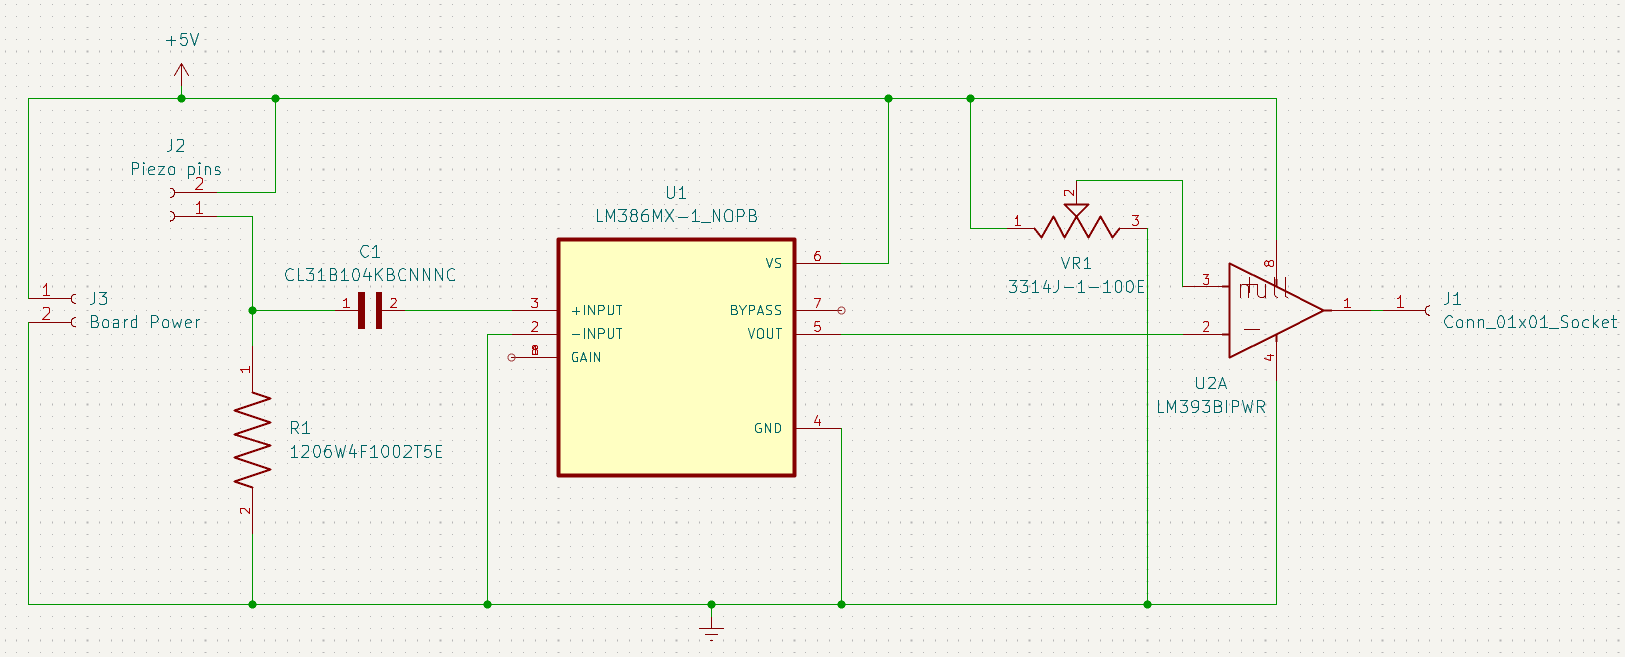 +5V
J2
Piezo pins
2
1
1
J3
2
Board Power
C1
CL31B104KBCNNNC
1
2
1
R1
1206W4F1002T5E
2
U1
LM386MX-1_NOPB
3
+INPUT
2
-INPUT
GAIN
VS
6
BYPASS
7
VOUT
5
GND
4
2
1
3
VR1
3314J-1-100E
8
3
null
+
2
−
4
1
U2A
LM393BIPWR
1
J1
Conn_01x01_Socket